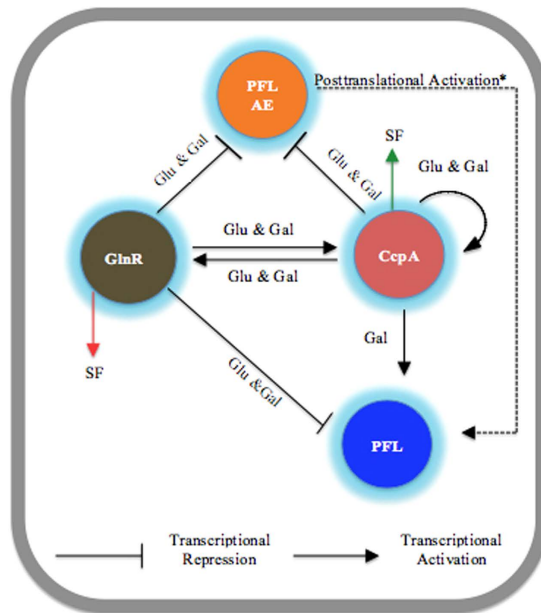 PFL
AE
Posttranslational Activation*
SF
Glu & Gal
Glu & Gal
Glu & Gal
GlnR
Glu & Gal
Glu & Gal
CcpA
SF
Glu &Gal
Gal
PFL
Transcriptional
Repression
Transcriptional
Activation